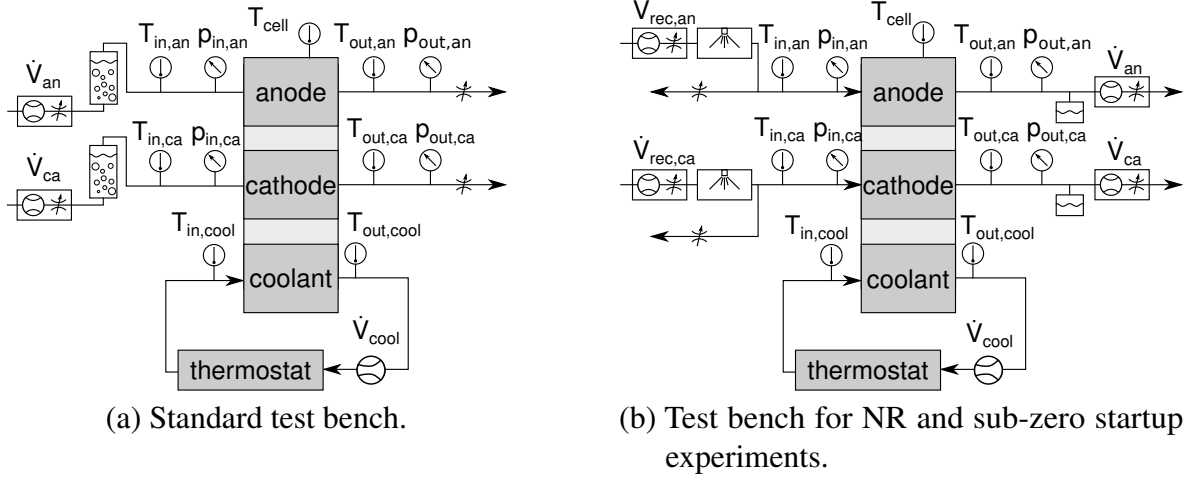 T_cell
T_in,an p_in,an T_out,an p_out,an
V̇_an
anode
T_in,ca p_in,ca T_out,ca p_out,ca
V̇_ca
cathode
T_in,cool T_out,cool
coolant
V̇_cool
thermostat
(a) Standard test bench.
V̇_rec,an
T_cell
T_in,an p_in,an T_out,an p_out,an
V̇_an
anode
V̇_rec,ca
T_in,ca p_in,ca T_out,ca p_out,ca
V̇_ca
cathode
T_in,cool T_out,cool
coolant
V̇_cool
thermostat
(b) Test bench for NR and sub-zero startup
experiments.